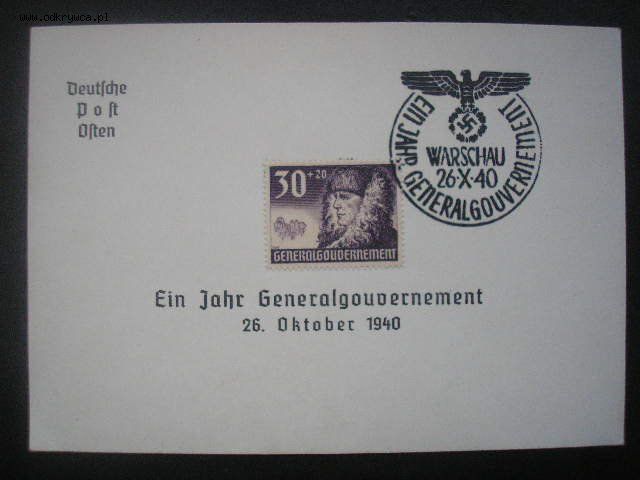 www.odkrywca.pl
Deutsche
Post
Osten
EIN JAHR GENERALGOUVERNEMENT
WARSCHAU
26·X·40
30+20
GENERALGOUVERNEMENT
Ein Jahr Generalgouvernement
26. Oktober 1940